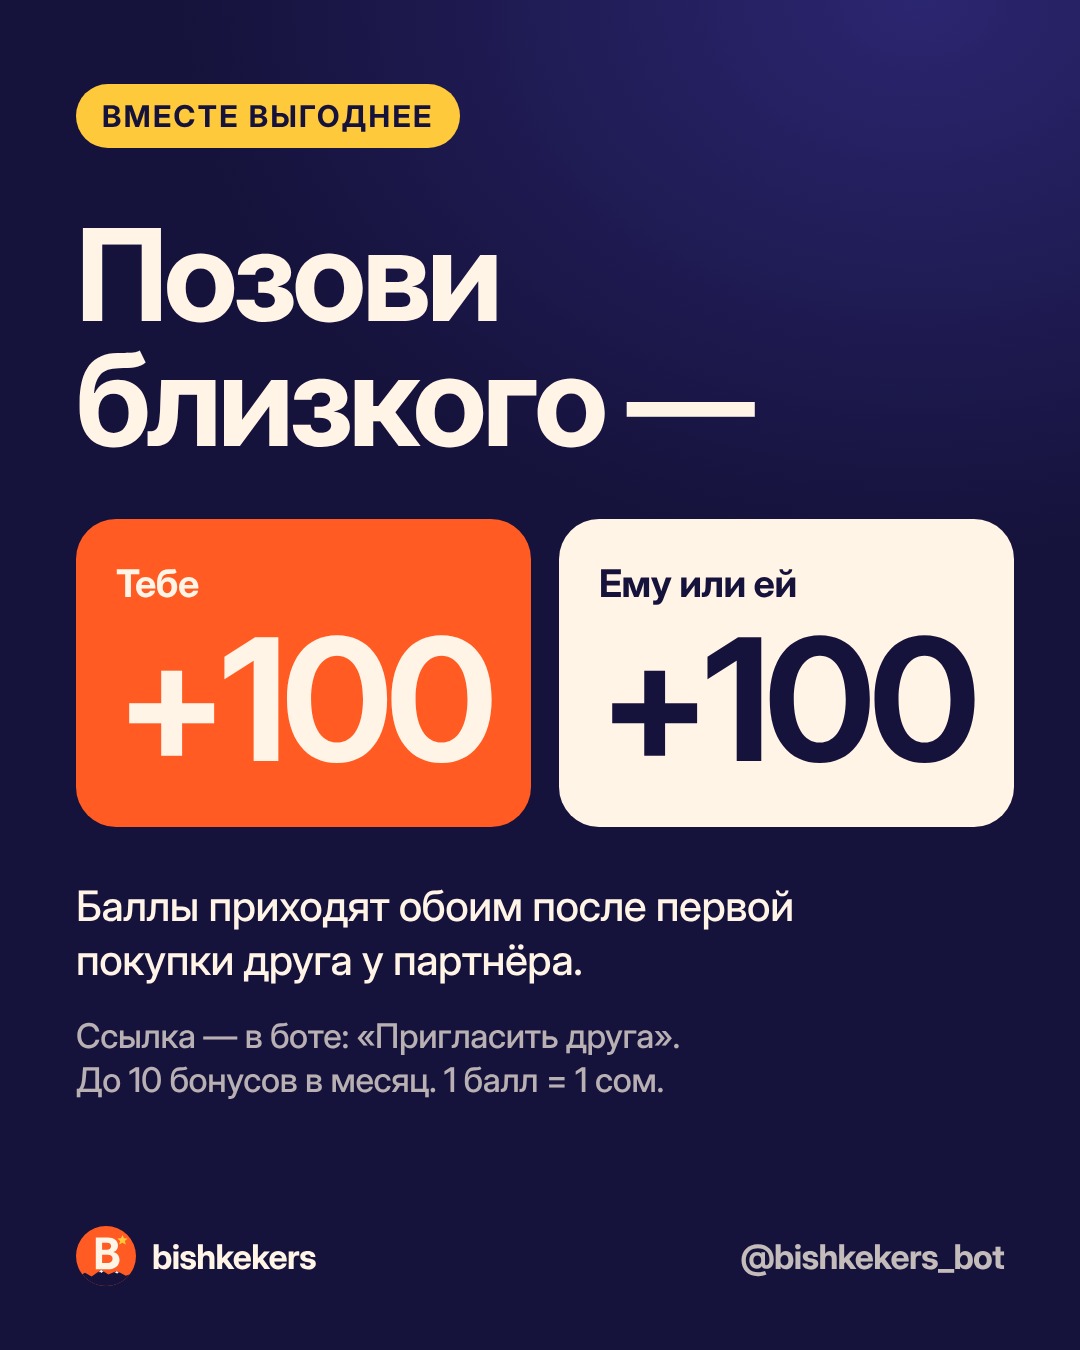 ВМЕСТЕ ВЫГОДНЕЕ
Позови
близкого —
Тебе
+100
Ему или ей
+100
Баллы приходят обоим после первой
покупки друга у партнёра.
Ссылка — в боте: «Пригласить друга».
До 10 бонусов в месяц. 1 балл = 1 сом.
B bishkekers
@bishkekers_bot